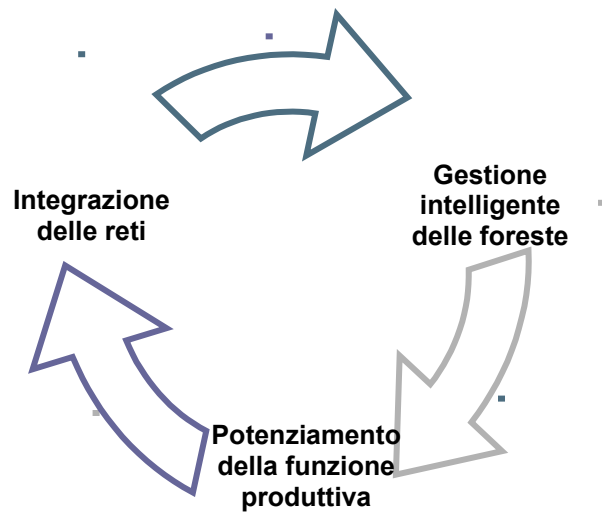 Integrazione
delle reti
Gestione
intelligente
delle foreste
Potenziamento
della funzione
produttiva